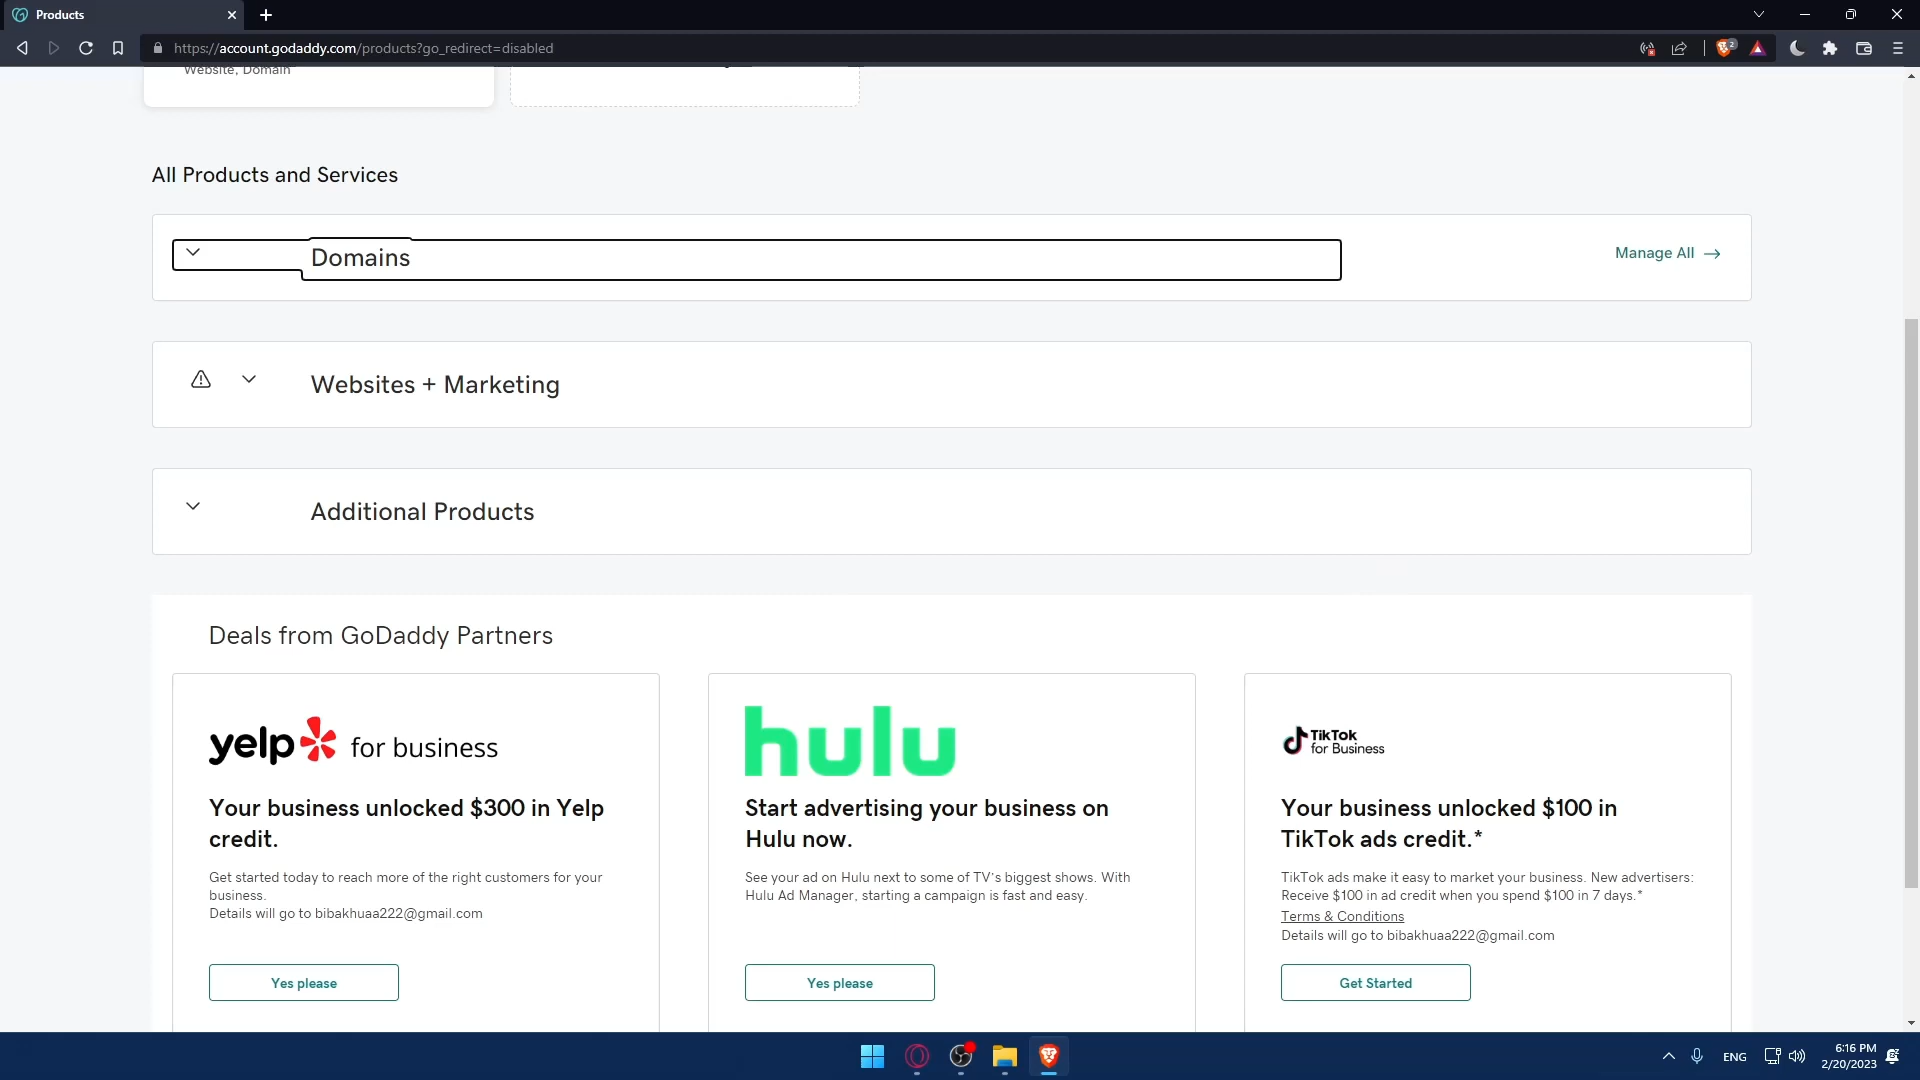 Products
https://account.godaddy.com/products?go_redirect=disabled
2
Website, Domain
All Products and Services
Domains
Manage All
Websites + Marketing
Additional Products
Deals from GoDaddy Partners
yelp for business
Your business unlocked $300 in Yelp
credit.
Get started today to reach more of the right customers for your
business.
Details will go to bibakhuaa222@gmail.com
Yes please
hulu
Start advertising your business on
Hulu now.
See your ad on Hulu next to some of TV's biggest shows. With
Hulu Ad Manager, starting a campaign is fast and easy.
Yes please
TikTok
for Business
Your business unlocked $100 in
TikTok ads credit.*
TikTok ads make it easy to market your business. New advertisers:
Receive $100 in ad credit when you spend $100 in 7 days.*
Terms & Conditions
Details will go to bibakhuaa222@gmail.com
Get Started
ENG
6:16 PM
2/20/2023